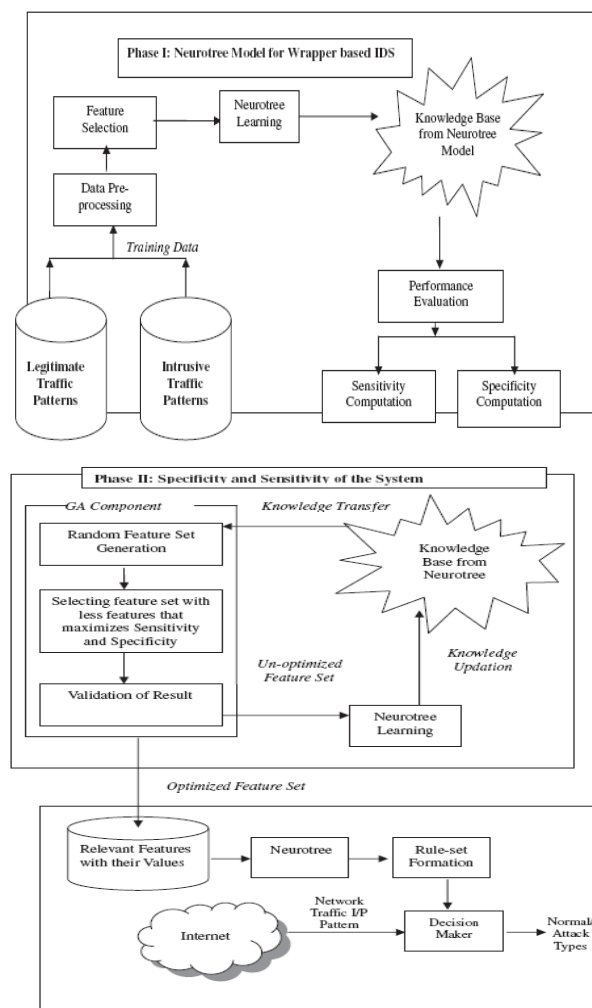 Phase I: Neurotree Model for Wrapper based IDS
Feature
Selection
Neurotree
Learning
Knowledge Base
from Neurotree
Model
Data Pre-
processing
Training Data
Legitimate
Traffic
Patterns
Intrusive
Traffic
Patterns
Performance
Evaluation
Sensitivity
Computation
Specificity
Computation
Phase II: Specificity and Sensitivity of the System
GA Component
Knowledge Transfer
Random Feature Set
Generation
Knowledge
Base from
Neurotree
Selecting feature set with
less features that
maximizes Sensitivity
and Specificity
Un-optimized
Feature Set
Knowledge
Updation
Validation of Result
Neurotree
Learning
Optimized Feature Set
Relevant Features
with their Values
Neurotree
Rule-set
Formation
Internet
Network
Traffic I/P
Pattern
Decision
Maker
Normal/
Attack
Types